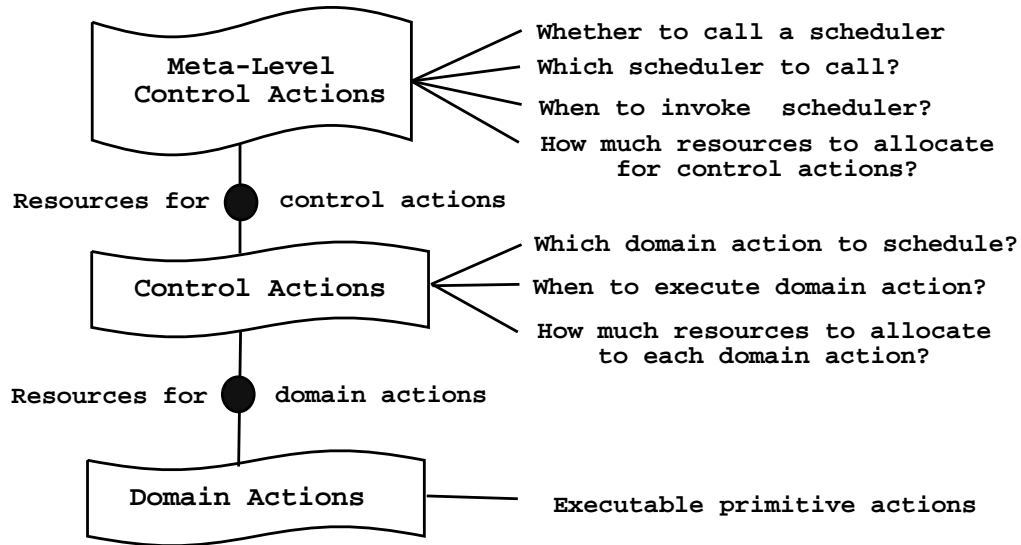 Meta-Level
Control Actions
Whether to call a scheduler
Which scheduler to call?
When to invoke scheduler?
How much resources to allocate
for control actions?
Resources for control actions
Control Actions
Which domain action to schedule?
When to execute domain action?
How much resources to allocate
to each domain action?
Resources for domain actions
Domain Actions
Executable primitive actions